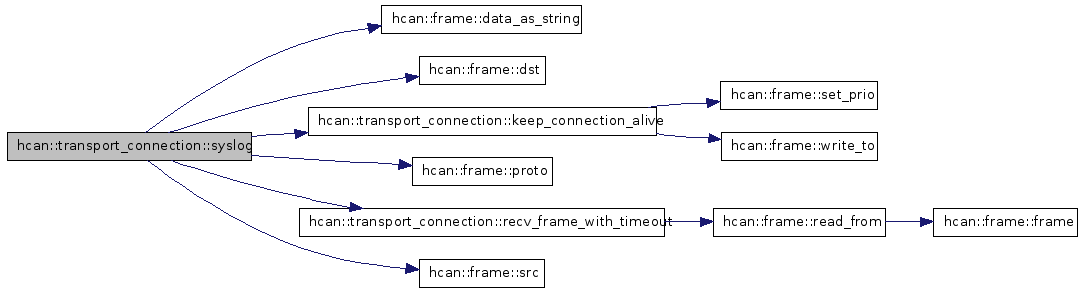 hcan::frame::data_as_string
hcan::frame::dst
hcan::frame::set_prio
hcan::transport_connection::keep_connection_alive
hcan::transport_connection::syslog
hcan::frame::write_to
hcan::frame::proto
hcan::transport_connection::recv_frame_with_timeout
hcan::frame::read_from
hcan::frame::frame
hcan::frame::src